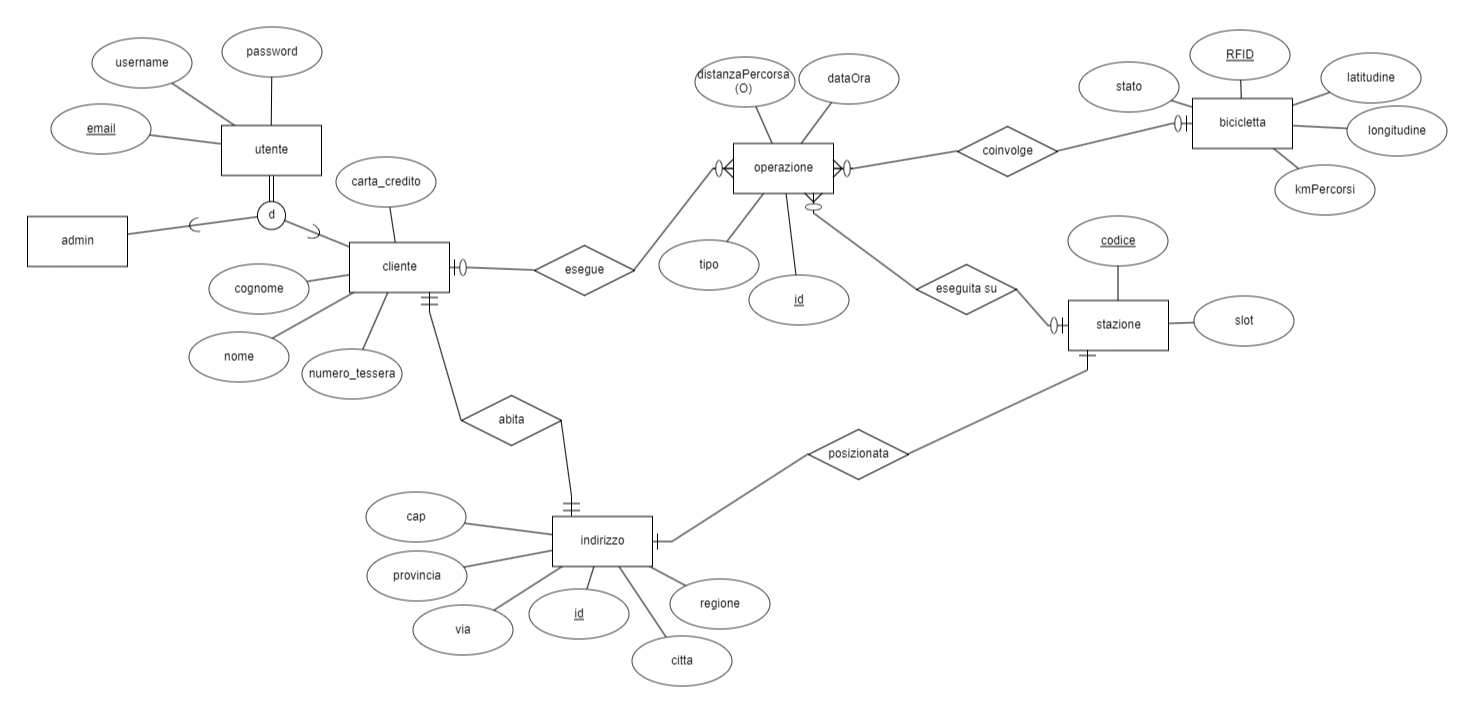 username
password
email
utente
d
admin
carta_credito
cliente
cognome
nome
numero_tessera
esegue
distanzaPercorsa
(O)
dataOra
operazione
tipo
id
coinvolge
RFID
stato
latitudine
bicicletta
longitudine
kmPercorsi
codice
eseguita su
stazione
slot
abita
posizionata
cap
indirizzo
provincia
via
id
regione
citta